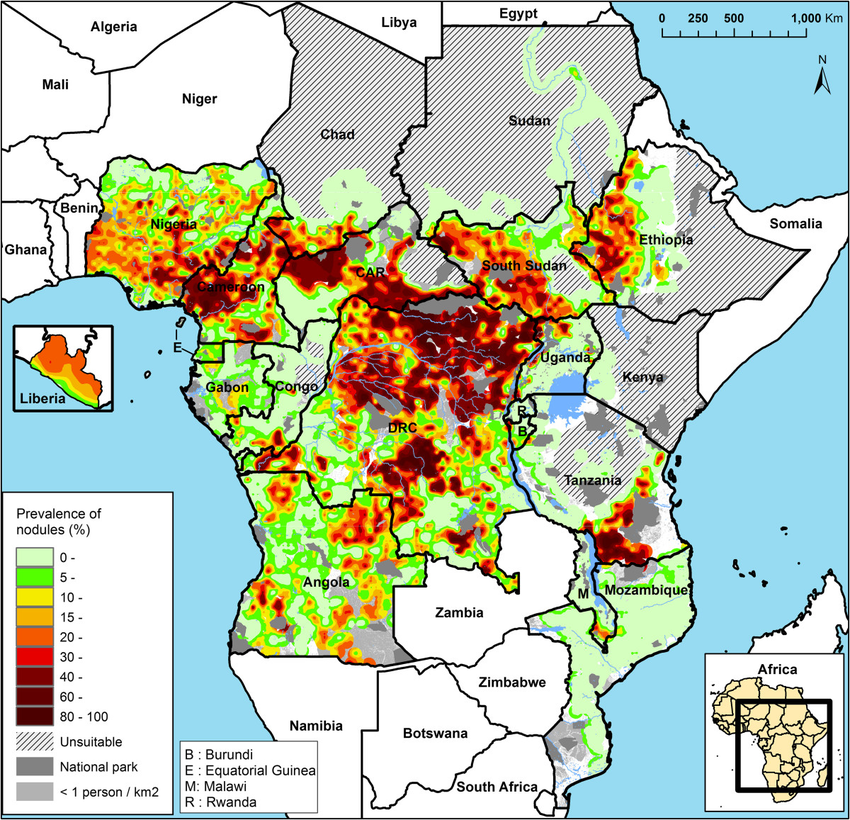 Egypt
Libya
Algeria
0 250 500 1,000 Km
N
Mali
Niger
Chad
Sudan
Benin
Nigeria
Ghana
Ethiopia
Somalia
CAR
South Sudan
Cameroon
E
Uganda
Kenya
Gabon
Congo
Liberia
R
DRC
B
Tanzania
Angola
M
Mozambique
Zambia
Zimbabwe
Namibia
Botswana
South Africa
Prevalence of
nodules (%)
0 -
5 -
10 -
15 -
20 -
30 -
40 -
60 -
80 - 100
Unsuitable
National park
< 1 person / km2
B : Burundi
E : Equatorial Guinea
M: Malawi
R : Rwanda
Africa